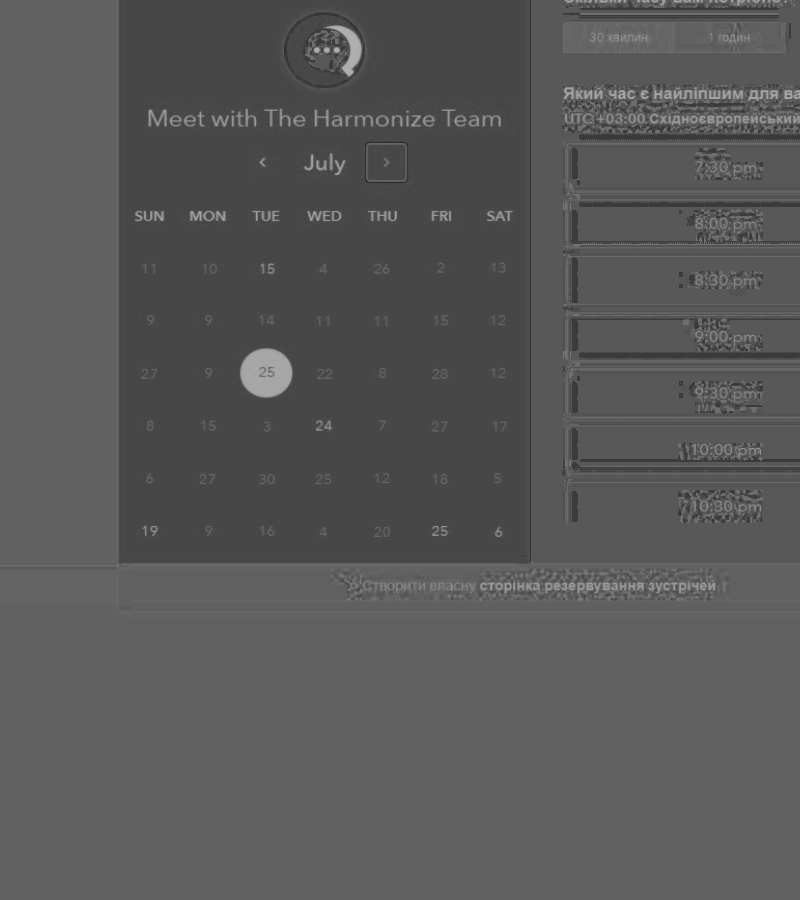 Meet with The Harmonize Team
July
SUN MON TUE WED THU FRI SAT
11 10 15 4 26 2 13
9 9 14 11 11 15 12
27 9 25 22 8 28 12
8 15 3 24 7 27 17
6 27 30 25 12 18 5
19 9 16 4 20 25 6
Скільки часу вам потрібно?
30 хвилин 1 годин
Який час є найліпшим для ва
UTC +03:00 Східноєвропейський
7:30 pm
8:00 pm
8:30 pm
9:00 pm
9:30 pm
10:00 pm
10:30 pm
Створити власну сторінка резервування зустрічей